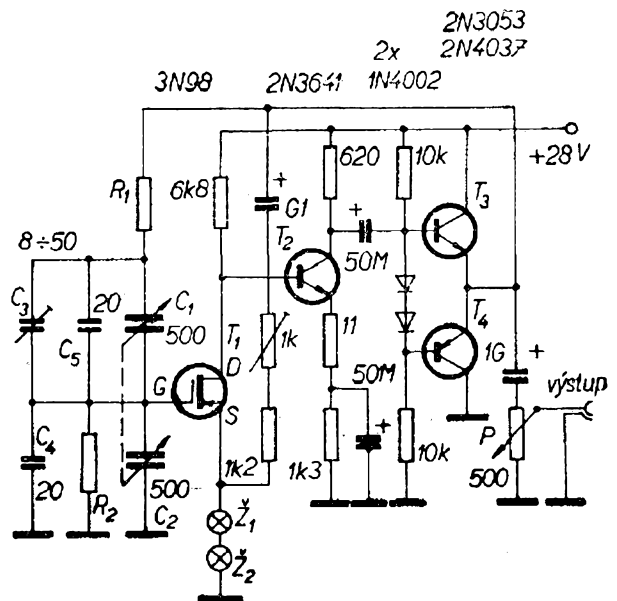 2N3053
2x 2N4037
3N98 2N3641 1N4002
620 10k +28V
R1 6k8 + G1 T3
8÷50 T2 +
C3 20 C1 50M
500 T1 1k 11 T4
C5 D 50M 1G +
G výstup
C4 S + P
20 R2 500 1k2 1k3 10k 500
C2 Ž1
Ž2